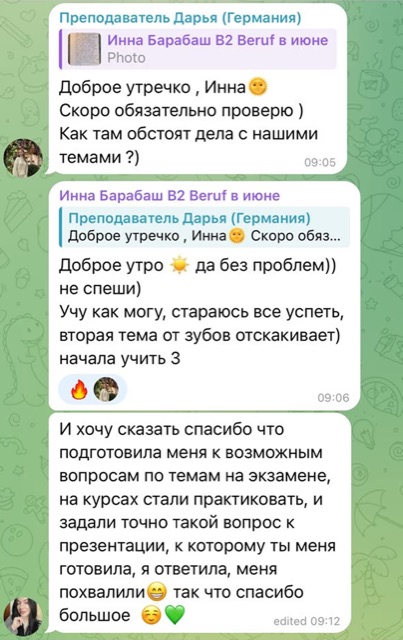 Преподаватель Дарья (Германия)
Инна Барабаш B2 Beruf в июне
Photo
Доброе утречко , Инна🌝
Скоро обязательно проверю )
Как там обстоят дела с нашими
темами ?)
09:05
Инна Барабаш B2 Beruf в июне
Преподаватель Дарья (Германия)
Доброе утречко , Инна🌝 Скоро обяз...
Доброе утро ☀️ да без проблем))
не спеши)
Учу как могу, стараюсь все успеть,
вторая тема от зубов отскакивает)
начала учить 3
🔥
09:06
И хочу сказать спасибо что
подготовила меня к возможным
вопросам по темам на экзамене,
на курсах стали практиковать, и
задали точно такой вопрос к
презентации, к которому ты меня
готовила, я ответила, меня
похвалили😁 так что спасибо
большое ☺️💚
edited 09:12